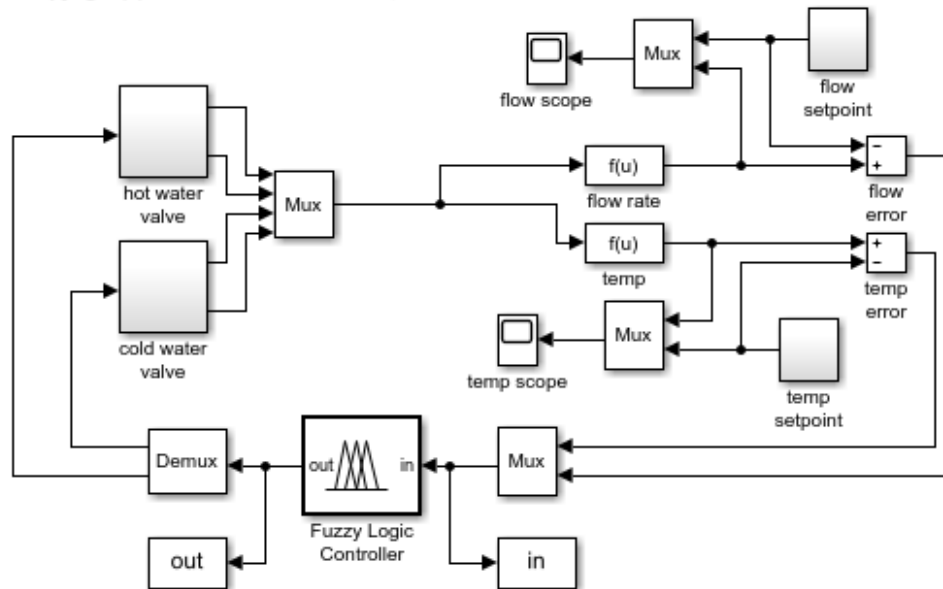 Mux
flow scope
flow
setpoint
hot water
valve
Mux
f(u)
flow rate
−
+
flow
error
cold water
valve
f(u)
temp
+
−
temp
error
Mux
temp scope
temp
setpoint
Demux
out
in
Fuzzy Logic
Controller
Mux
out
in